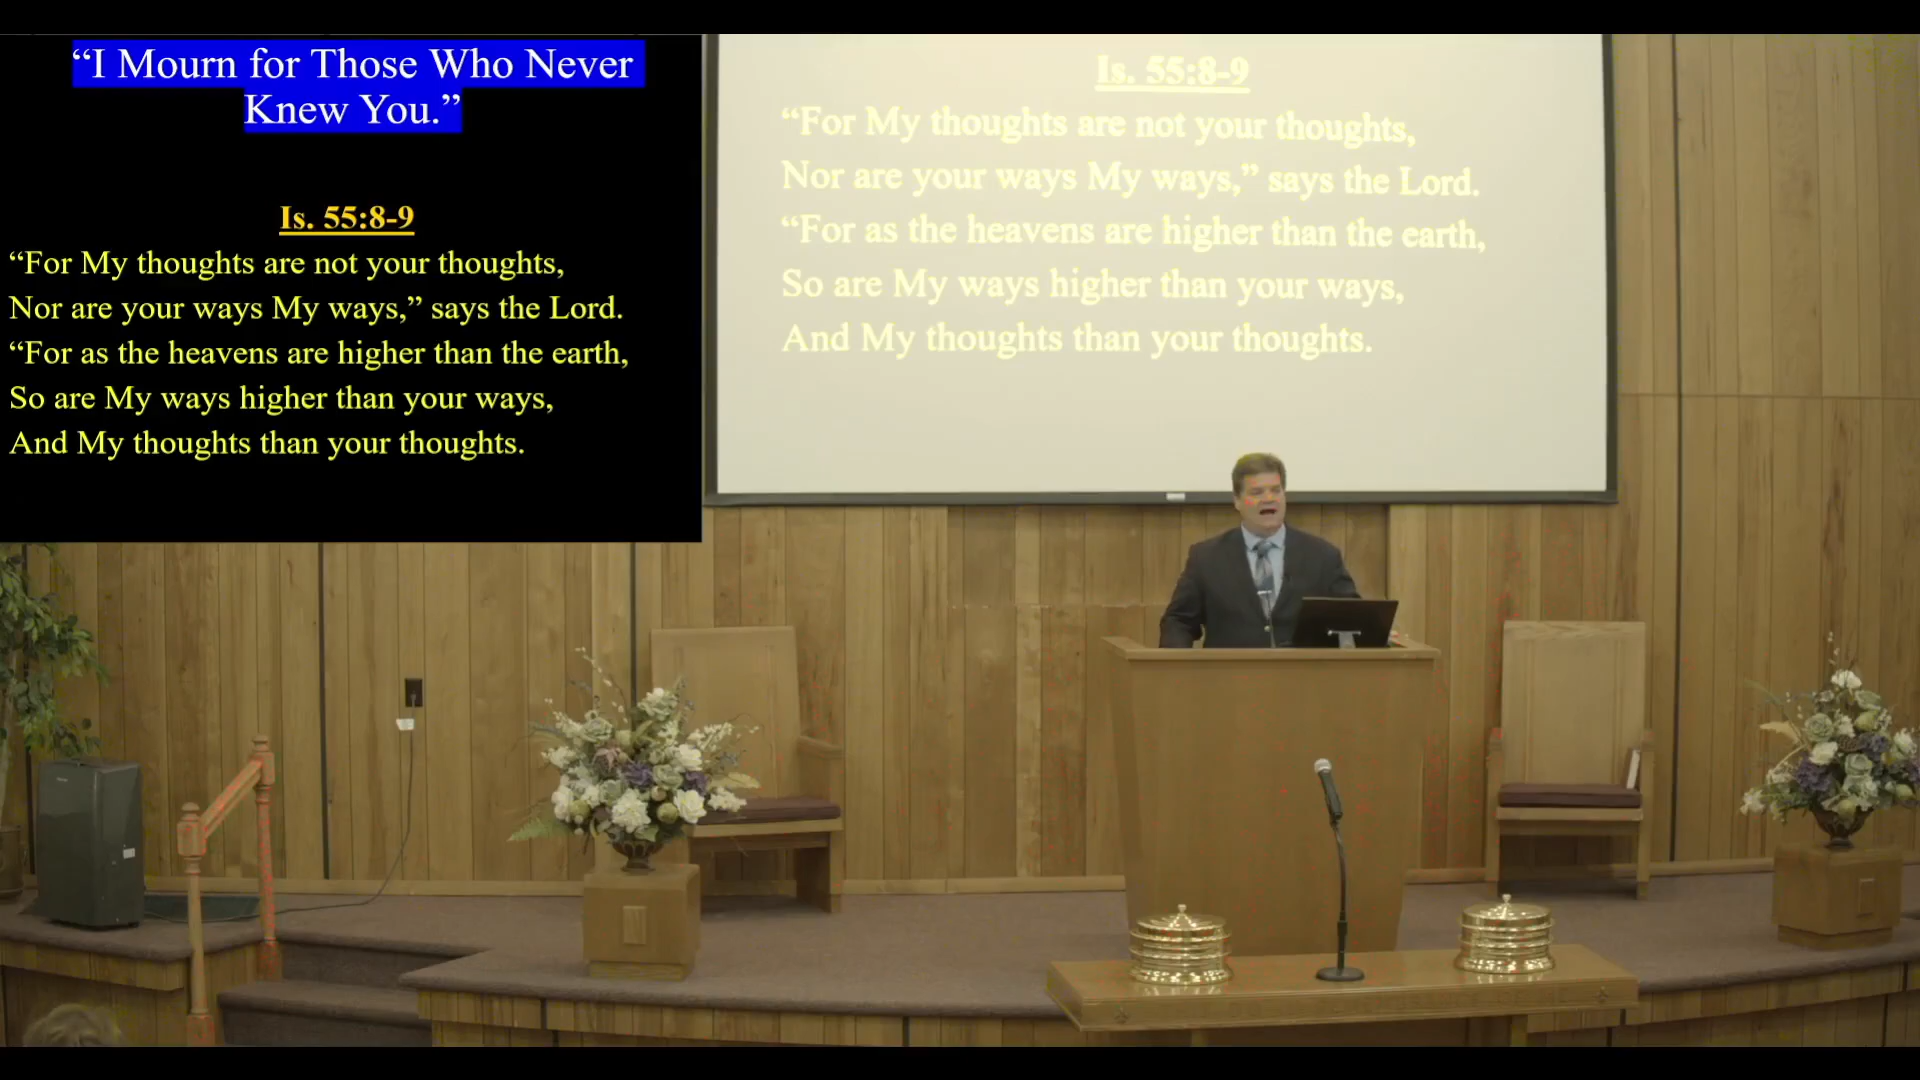 “I Mourn for Those Who Never
Knew You.”
Is. 55:8-9
“For My thoughts are not your thoughts,
Nor are your ways My ways,” says the Lord.
“For as the heavens are higher than the earth,
So are My ways higher than your ways,
And My thoughts than your thoughts.
Is. 55:8-9
“For My thoughts are not your thoughts,
Nor are your ways My ways,” says the Lord.
“For as the heavens are higher than the earth,
So are My ways higher than your ways,
And My thoughts than your thoughts.